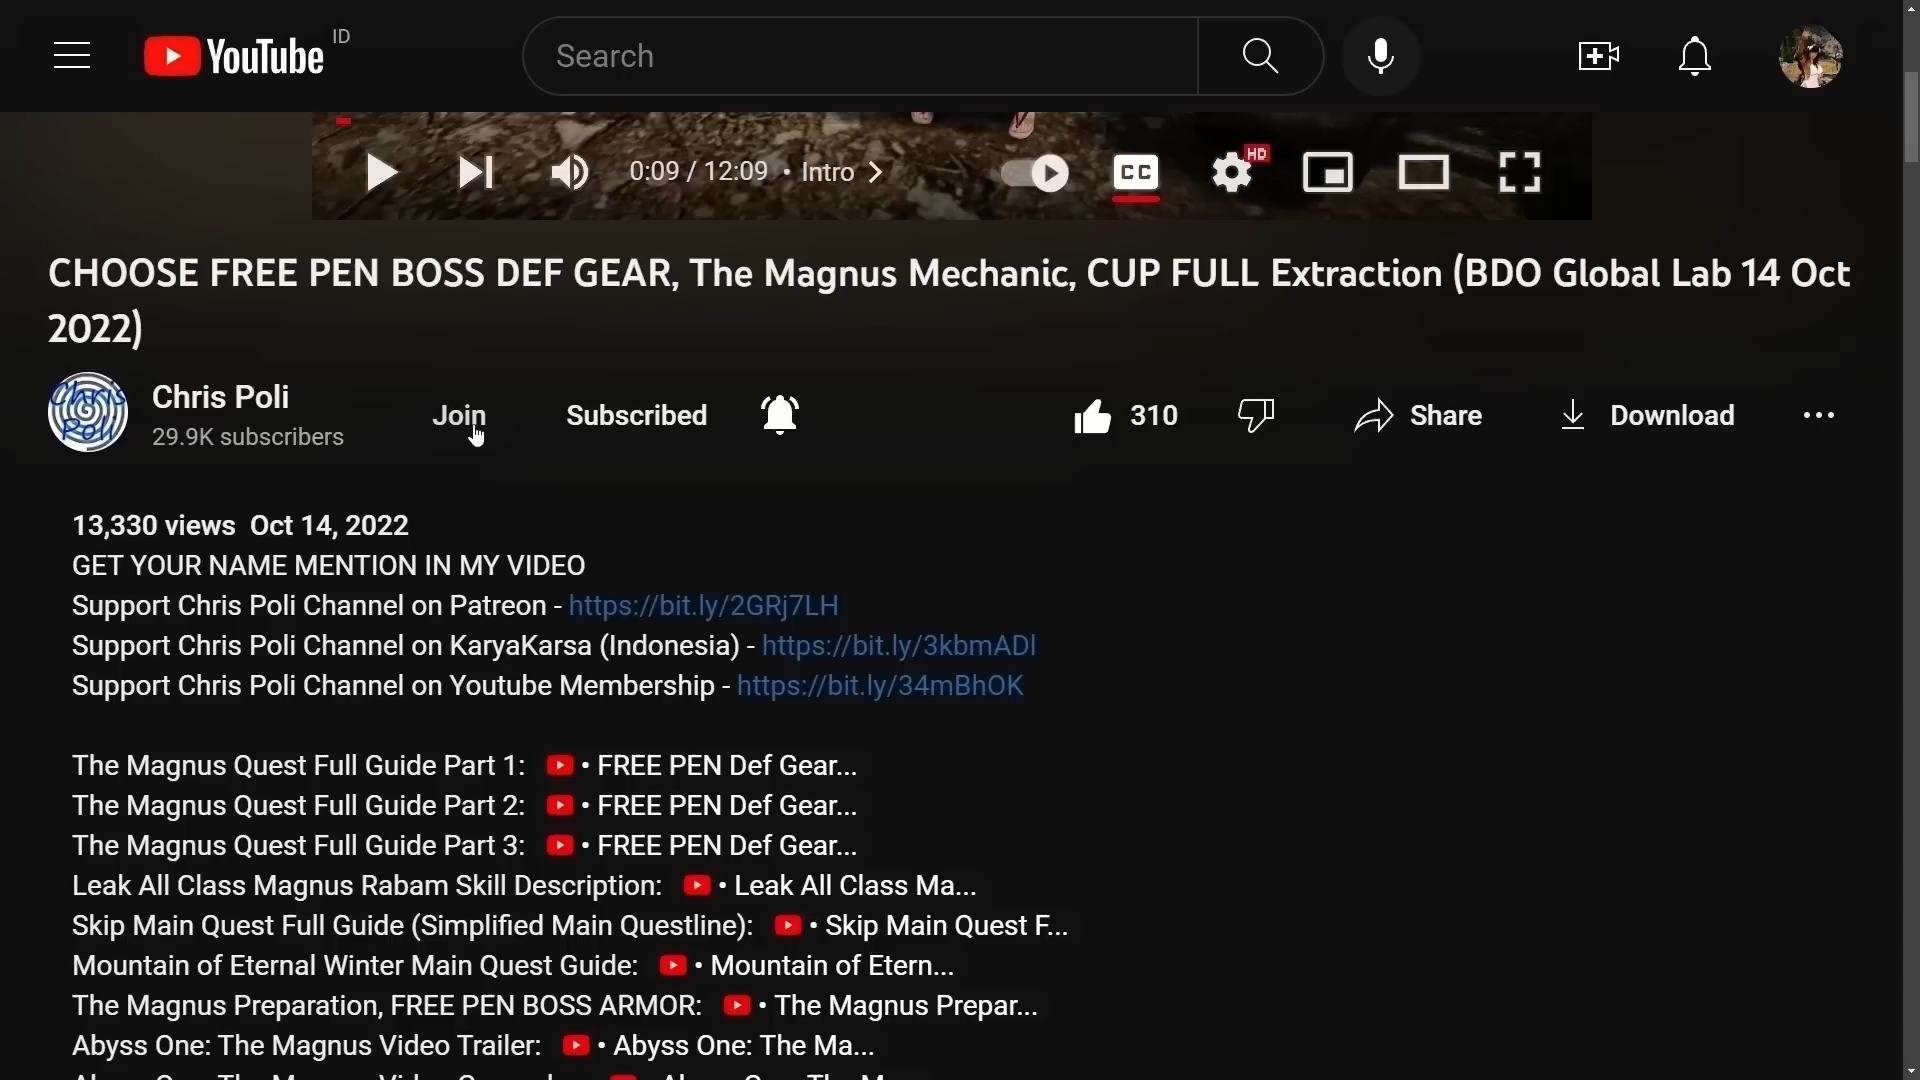 YouTube ID
Search
0:09 / 12:09 • Intro
CC
HD
CHOOSE FREE PEN BOSS DEF GEAR, The Magnus Mechanic, CUP FULL Extraction (BDO Global Lab 14 Oct
2022)
Chris Poli
Chris Poli
29.9K subscribers
Join
Subscribed
310
Share
Download
13,330 views Oct 14, 2022
GET YOUR NAME MENTION IN MY VIDEO
Support Chris Poli Channel on Patreon - https://bit.ly/2GRj7LH
Support Chris Poli Channel on KaryaKarsa (Indonesia) - https://bit.ly/3kbmADl
Support Chris Poli Channel on Youtube Membership - https://bit.ly/34mBhOK
The Magnus Quest Full Guide Part 1: • FREE PEN Def Gear...
The Magnus Quest Full Guide Part 2: • FREE PEN Def Gear...
The Magnus Quest Full Guide Part 3: • FREE PEN Def Gear...
Leak All Class Magnus Rabam Skill Description: • Leak All Class Ma...
Skip Main Quest Full Guide (Simplified Main Questline): • Skip Main Quest F...
Mountain of Eternal Winter Main Quest Guide: • Mountain of Etern...
The Magnus Preparation, FREE PEN BOSS ARMOR: • The Magnus Prepar...
Abyss One: The Magnus Video Trailer: • Abyss One: The Ma...